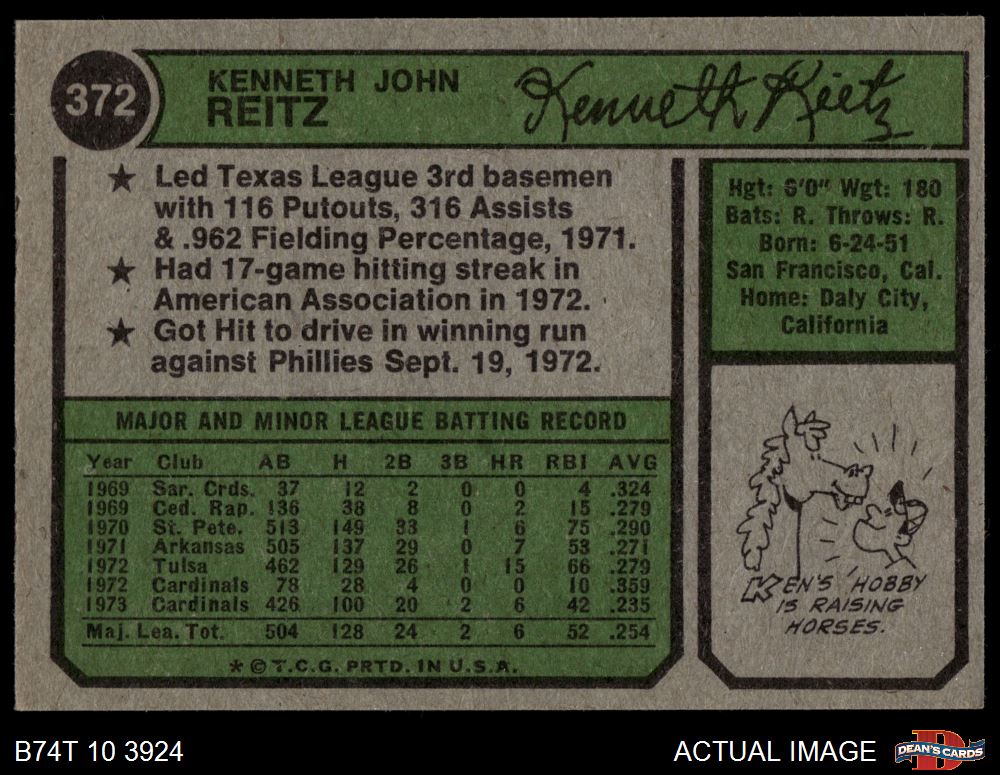 372
KENNETH JOHN
REITZ
Kenneth Reitz
★ Led Texas League 3rd basemen
with 116 Putouts, 316 Assists
& .962 Fielding Percentage, 1971.
★ Had 17-game hitting streak in
American Association in 1972.
★ Got Hit to drive in winning run
against Phillies Sept. 19, 1972.
Hgt: 6'0" Wgt: 180
Bats: R. Throws: R.
Born: 6-24-51
San Francisco, Cal.
Home: Daly City,
California
MAJOR AND MINOR LEAGUE BATTING RECORD
Year Club AB H 2B 3B HR RBI AVG
1969 Sar. Crds. 37 12 2 0 0 4 .324
1969 Ced. Rap. 136 38 8 0 2 15 .279
1970 St. Pete. 513 149 33 1 6 75 .290
1971 Arkansas 505 137 29 0 7 53 .271
1972 Tulsa 462 129 26 1 15 66 .279
1972 Cardinals 78 28 4 0 0 10 .359
1973 Cardinals 426 100 20 2 6 42 .235
Maj. Lea. Tot. 504 128 24 2 6 52 .254
* © T.C.G. PRTD. IN U.S.A.
KEN'S HOBBY
IS RAISING
HORSES.
B74T 10 3924
ACTUAL IMAGE
DEAN'S CARDS